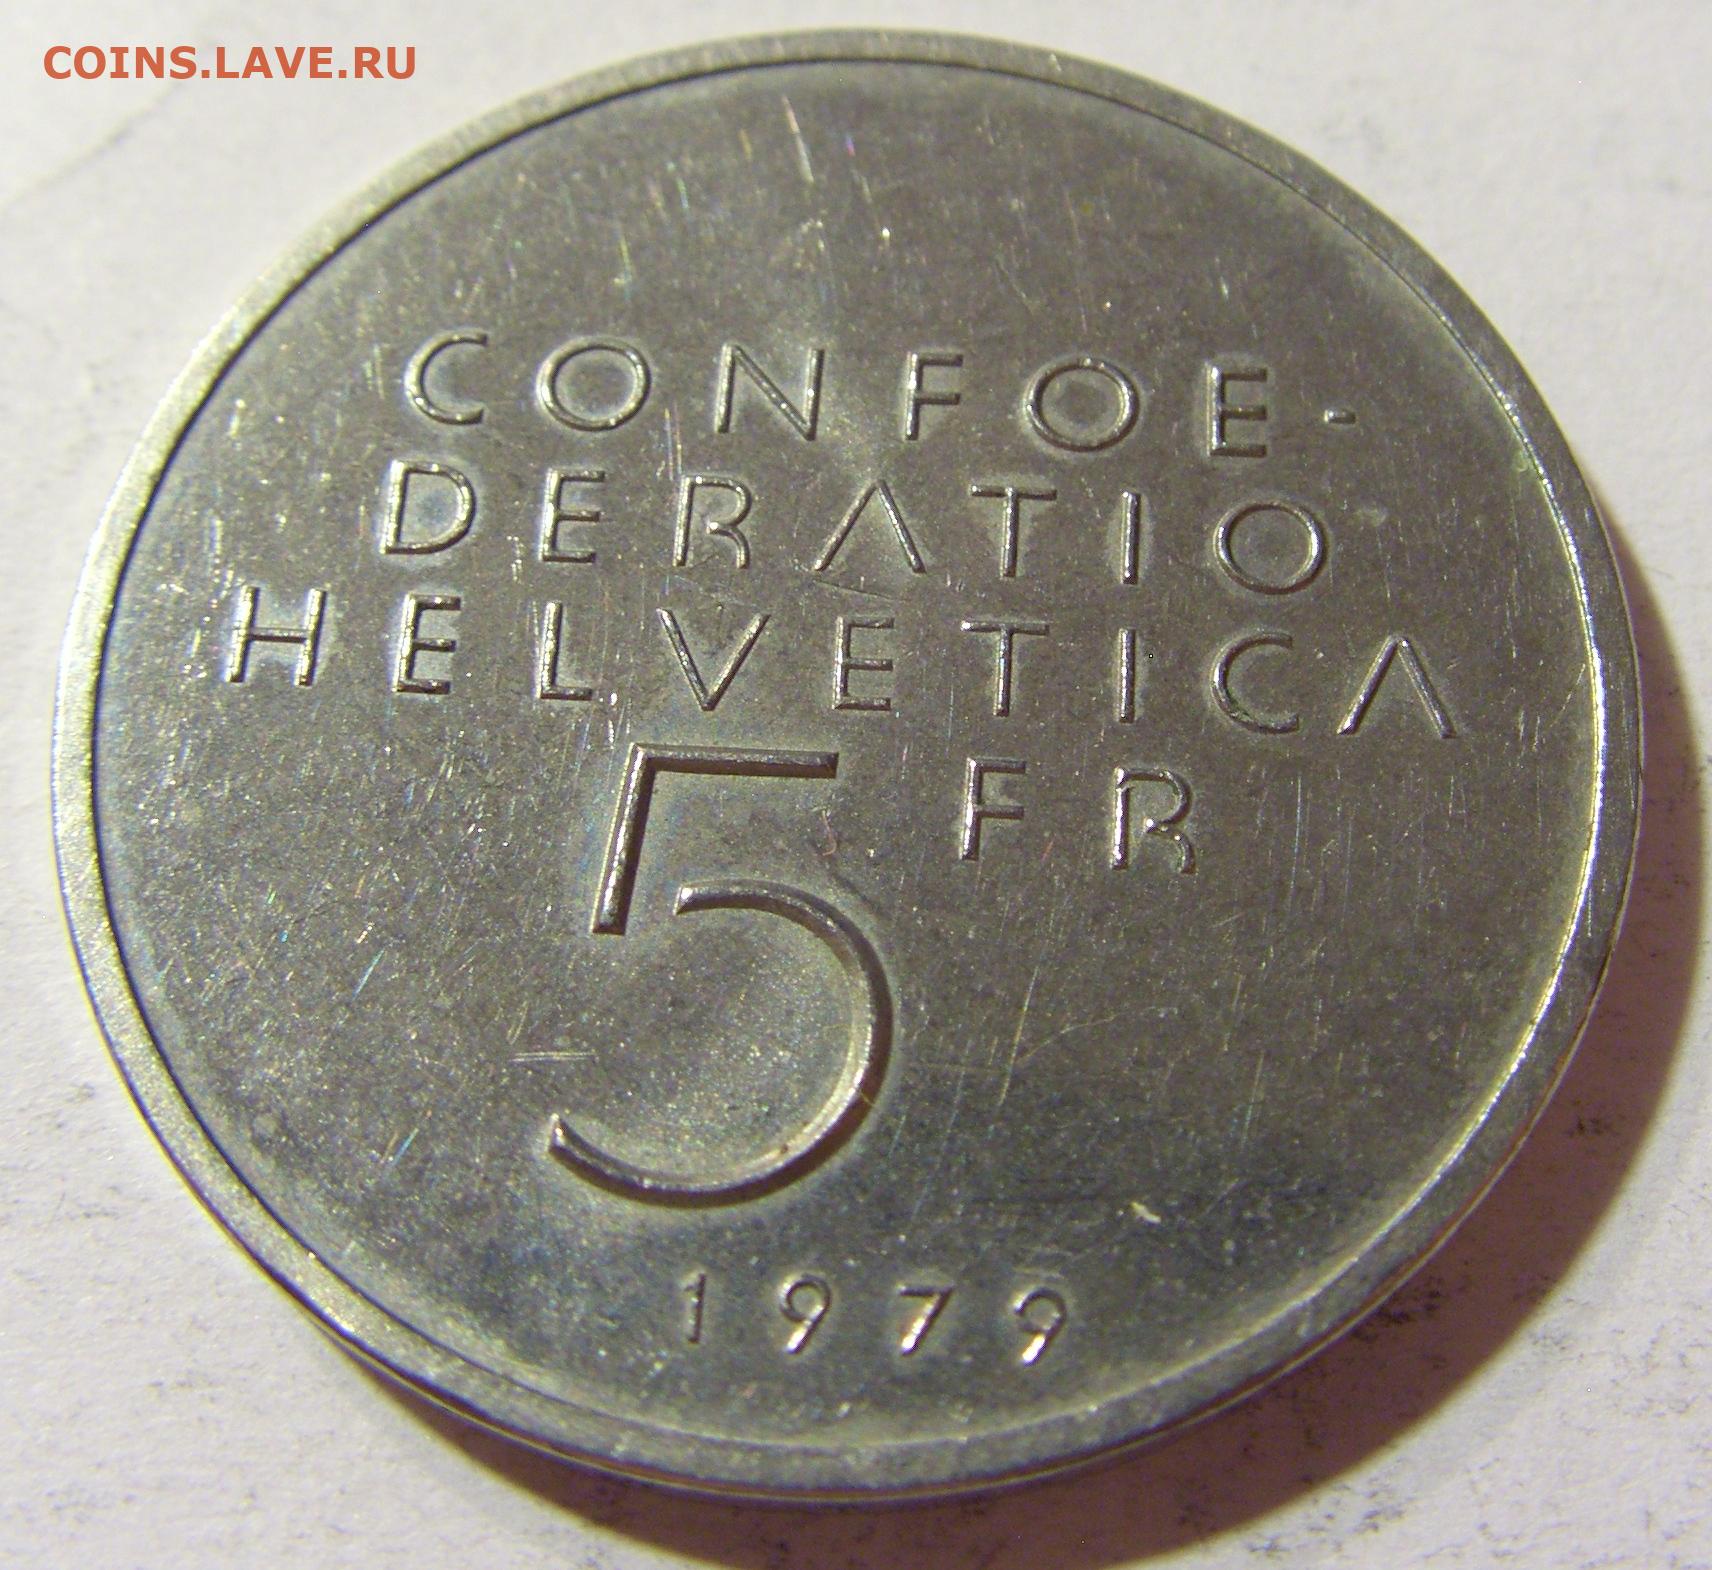 COINS.LAVE.RU
CONFOE-
DERATIO
HELVETICA
5 FR
1979